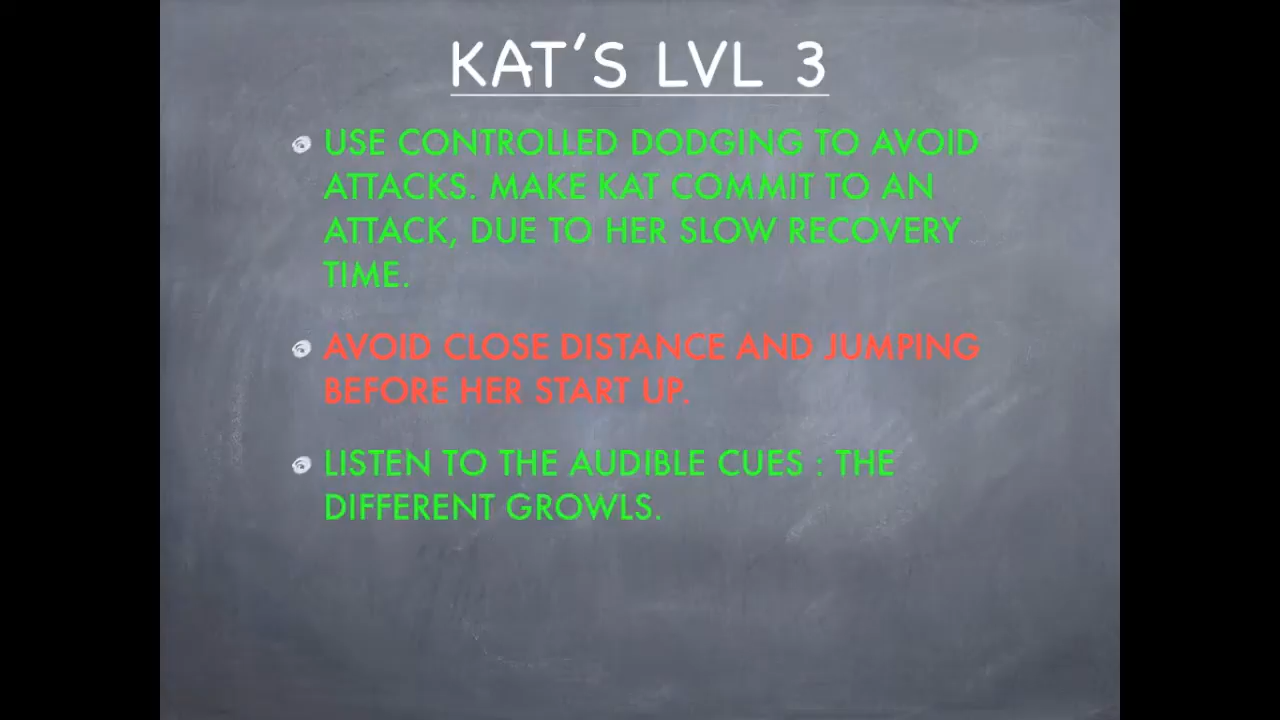 KAT'S LVL 3
USE CONTROLLED DODGING TO AVOID
ATTACKS. MAKE KAT COMMIT TO AN
ATTACK, DUE TO HER SLOW RECOVERY
TIME.
AVOID CLOSE DISTANCE AND JUMPING
BEFORE HER START UP.
LISTEN TO THE AUDIBLE CUES : THE
DIFFERENT GROWLS.